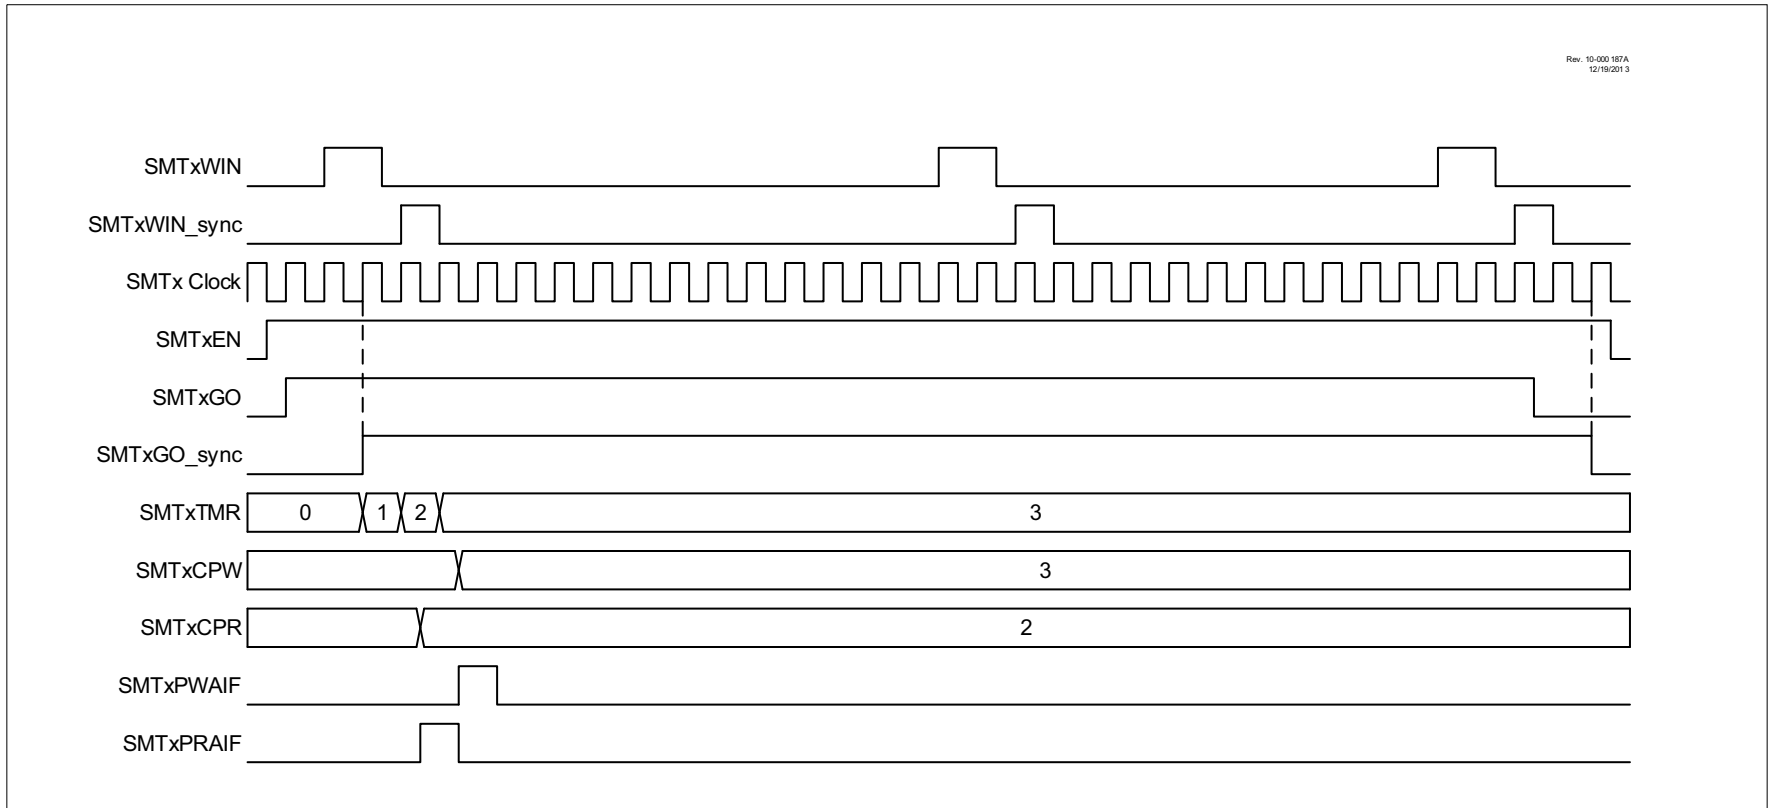 Rev. 10-000 187A
12/19/201 3
SMTxWIN
SMTxWIN_sync
SMTx Clock
SMTxEN
SMTxGO
SMTxGO_sync
SMTxTMR 0 1 2 3
SMTxCPW 3
SMTxCPR 2
SMTxPWAIF
SMTxPRAIF